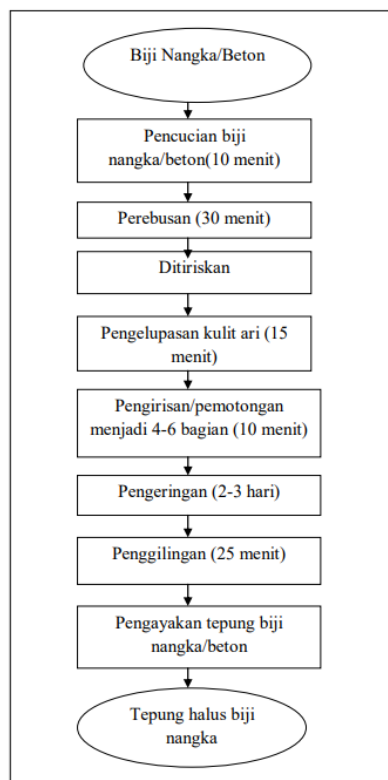 Biji Nangka/Beton
Pencucian biji
nangka/beton(10 menit)
Perebusan (30 menit)
Ditiriskan
Pengelupasan kulit ari (15
menit)
Pengirisan/pemotongan
menjadi 4-6 bagian (10 menit)
Pengeringan (2-3 hari)
Penggilingan (25 menit)
Pengayakan tepung biji
nangka/beton
Tepung halus biji
nangka